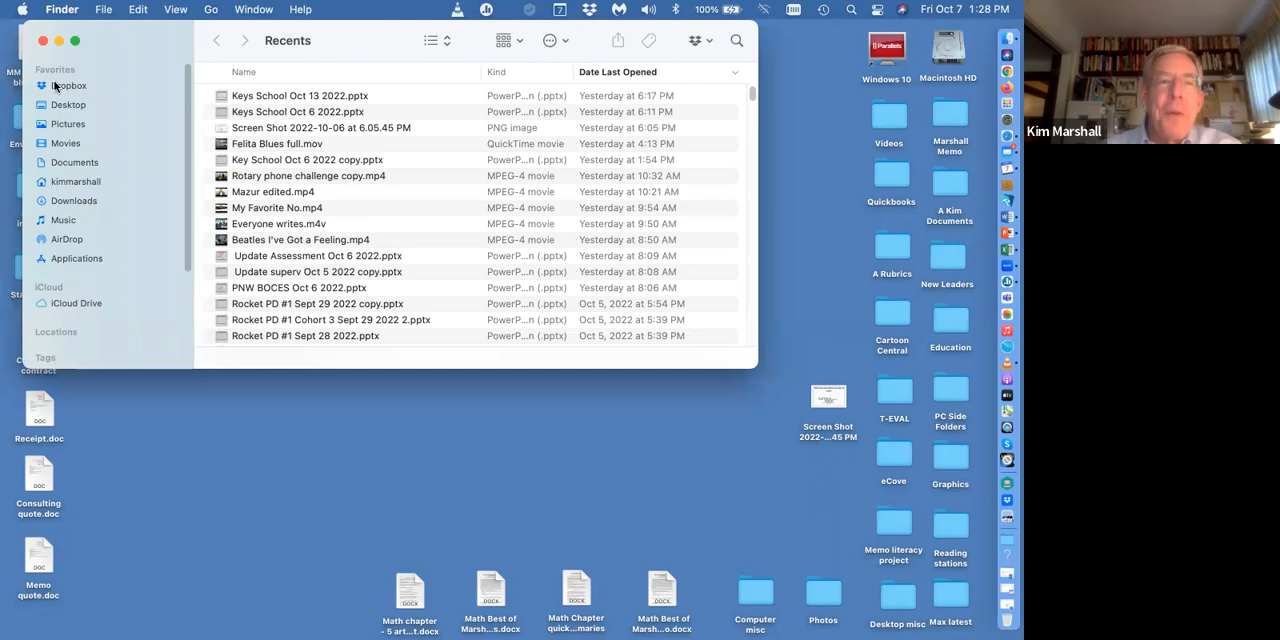 Finder File Edit View Go Window Help
7 100% Fri Oct 7 1:28 PM
Recents
Favorites
Dropbox
Desktop
Pictures
Movies
Documents
kimmarshall
Downloads
Music
AirDrop
Applications
iCloud
iCloud Drive
Locations
Tags
Name Kind Date Last Opened
Keys School Oct 13 2022.pptx PowerP...n (.pptx) Yesterday at 6:17 PM
Keys School Oct 6 2022.pptx PowerP...n (.pptx) Yesterday at 6:11 PM
Screen Shot 2022-10-06 at 6.05.45 PM PNG image Yesterday at 6:05 PM
Felita Blues full.mov QuickTime movie Yesterday at 4:13 PM
Key School Oct 6 2022 copy.pptx PowerP...n (.pptx) Yesterday at 1:54 PM
Rotary phone challenge copy.mp4 MPEG-4 movie Yesterday at 10:32 AM
Mazur edited.mp4 MPEG-4 movie Yesterday at 10:21 AM
My Favorite No.mp4 MPEG-4 movie Yesterday at 9:54 AM
Everyone writes.m4v MPEG-4 movie Yesterday at 9:50 AM
Beatles I've Got a Feeling.mp4 MPEG-4 movie Yesterday at 8:50 AM
Update Assessment Oct 6 2022.pptx PowerP...n (.pptx) Yesterday at 8:09 AM
Update superv Oct 5 2022 copy.pptx PowerP...n (.pptx) Yesterday at 8:08 AM
PNW BOCES Oct 6 2022.pptx PowerP...n (.pptx) Yesterday at 8:06 AM
Rocket PD #1 Sept 29 2022 copy.pptx PowerP...n (.pptx) Oct 5, 2022 at 5:54 PM
Rocket PD #1 Cohort 3 Sept 29 2022 2.pptx PowerP...n (.pptx) Oct 5, 2022 at 5:39 PM
Rocket PD #1 Sept 28 2022.pptx PowerP...n (.pptx) Oct 5, 2022 at 5:39 PM
contract
DOC
Receipt.doc
DOC
Consulting
quote.doc
DOC
Memo
quote.doc
Parallels
Windows 10
Macintosh HD
Videos
Marshall
Memo
Quickbooks
A Kim
Documents
A Rubrics
New Leaders
Cartoon
Central
Education
Screen Shot
2022-...45 PM
T-EVAL
PC Side
Folders
eCove
Graphics
Memo literacy
project
Reading
stations
DOCX
Math chapter
- 5 art...t.docx
DOCX
Math Best of
Marsh...s.docx
DOCX
Math Chapter
quick....maries
DOCX
Math Best of
Marsh...o.docx
Computer
misc
Photos
Desktop misc
Max latest
Kim Marshall